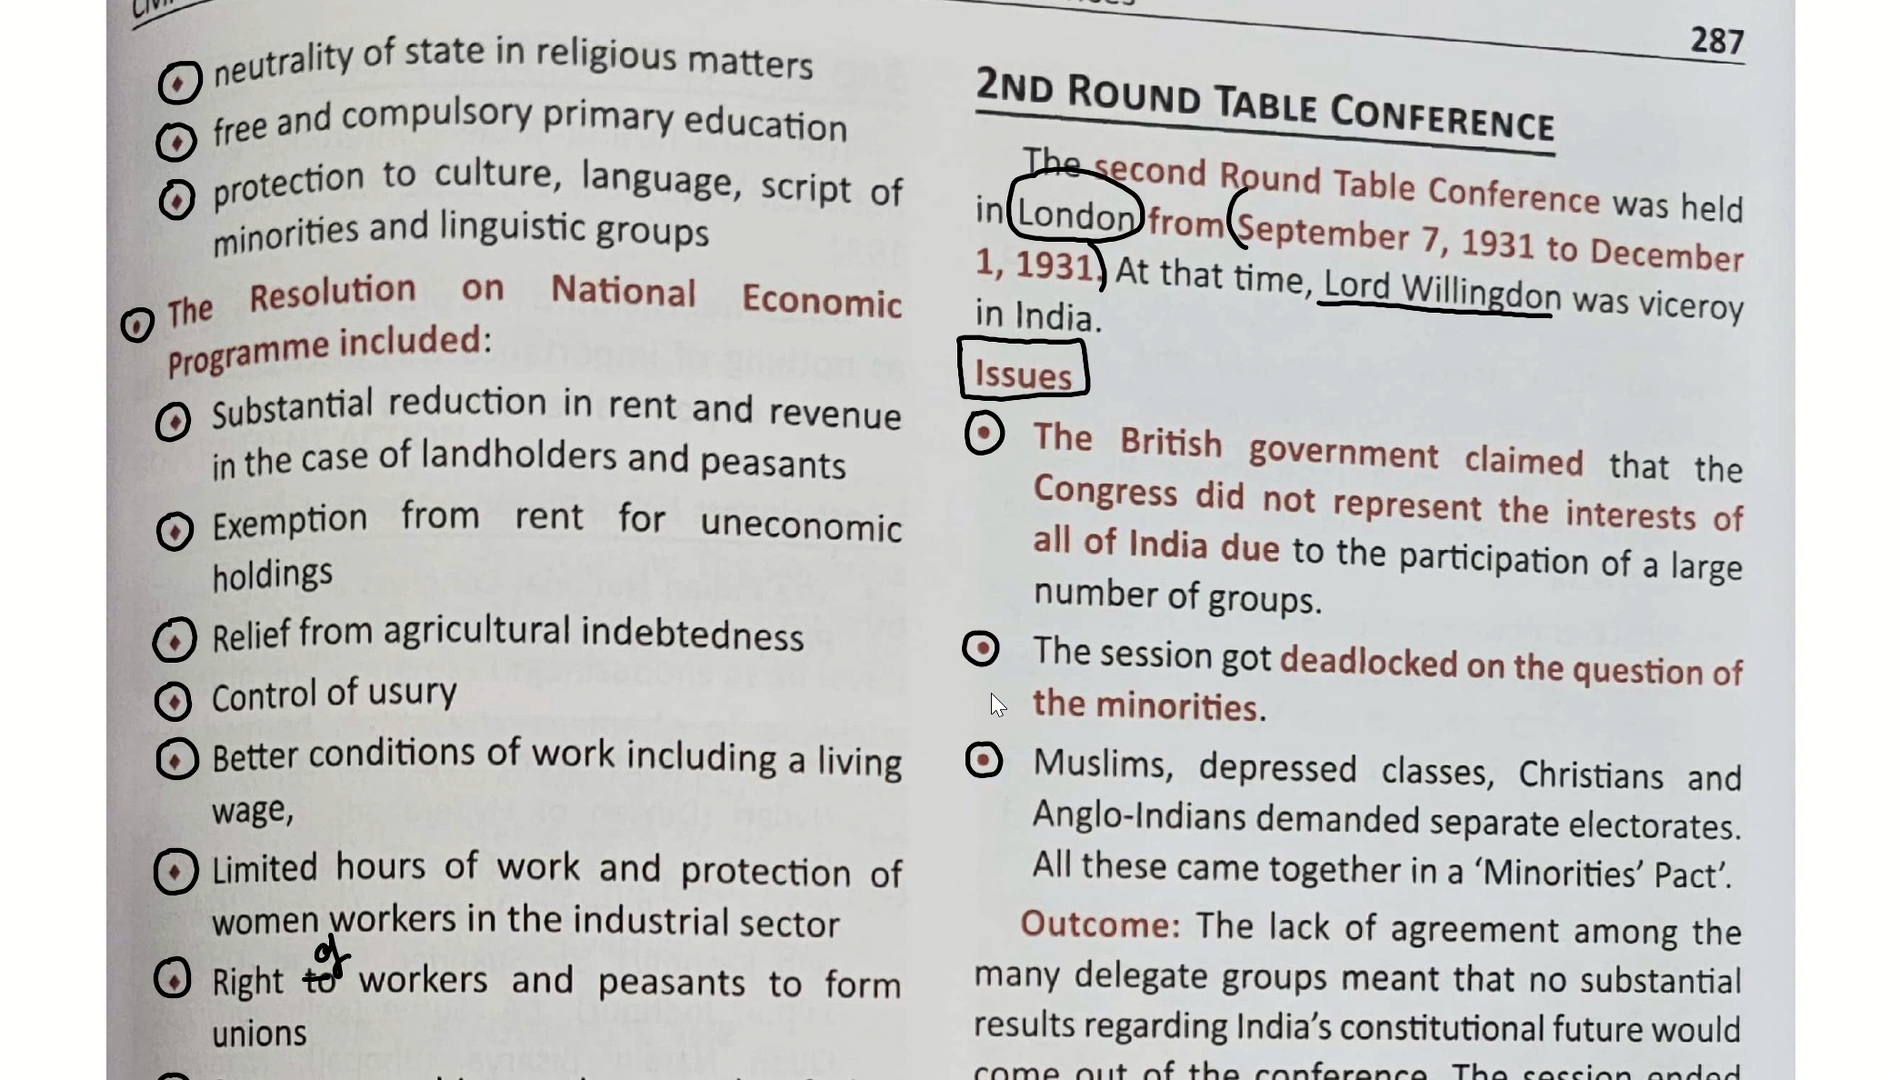 287
neutrality of state in religious matters
free and compulsory primary education
protection to culture, language, script of
minorities and linguistic groups
The Resolution on National Economic
Programme included:
Substantial reduction in rent and revenue
in the case of landholders and peasants
Exemption from rent for uneconomic
holdings
Relief from agricultural indebtedness
Control of usury
Better conditions of work including a living
wage,
Limited hours of work and protection of
women workers in the industrial sector
of
Right to workers and peasants to form
unions
2ND ROUND TABLE CONFERENCE
The second Round Table Conference was held
in London from September 7, 1931 to December
1, 1931. At that time, Lord Willingdon was viceroy
in India.
Issues
The British government claimed that the
Congress did not represent the interests of
all of India due to the participation of a large
number of groups.
The session got deadlocked on the question of
the minorities.
Muslims, depressed classes, Christians and
Anglo-Indians demanded separate electorates.
All these came together in a ‘Minorities’ Pact’.
Outcome: The lack of agreement among the
many delegate groups meant that no substantial
results regarding India’s constitutional future would
come out of the conference. The session ended